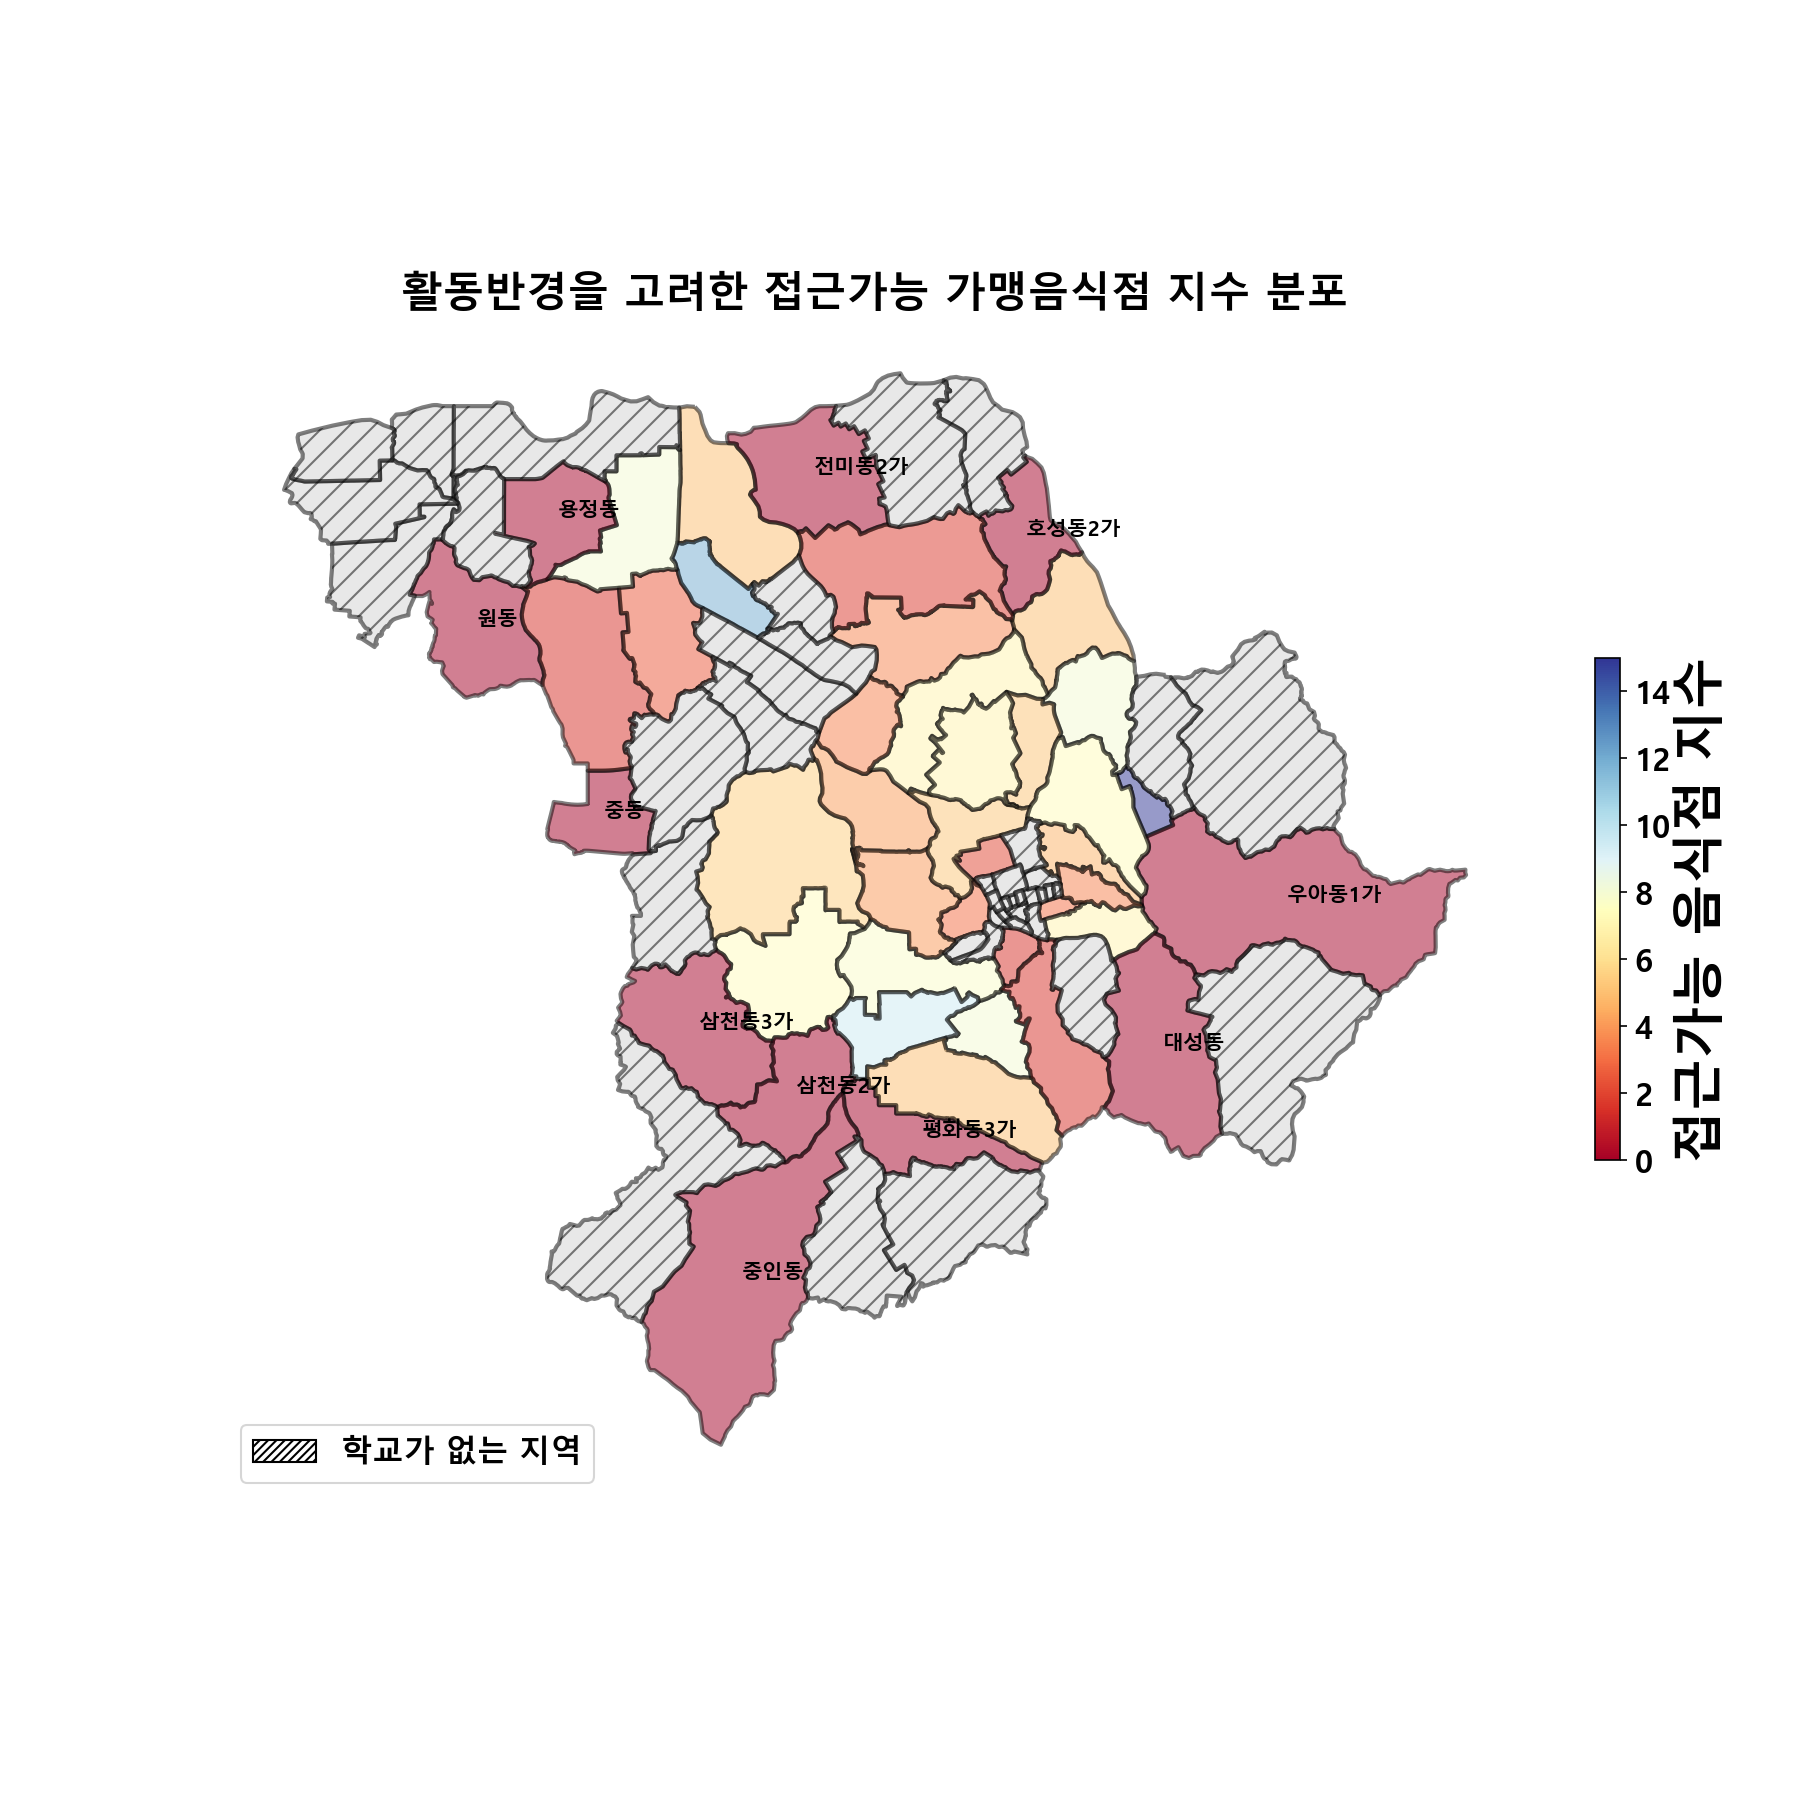 활동반경을 고려한 접근가능 가맹음식점 지수 분포
전미동2가
용정동
호성동2가
원동
중동
우아동1가
삼천동3가
대성동
삼천동2가
평화동3가
중인동
14
12
10
8
6
4
2
0
접근가능 음식점 지수
학교가 없는 지역